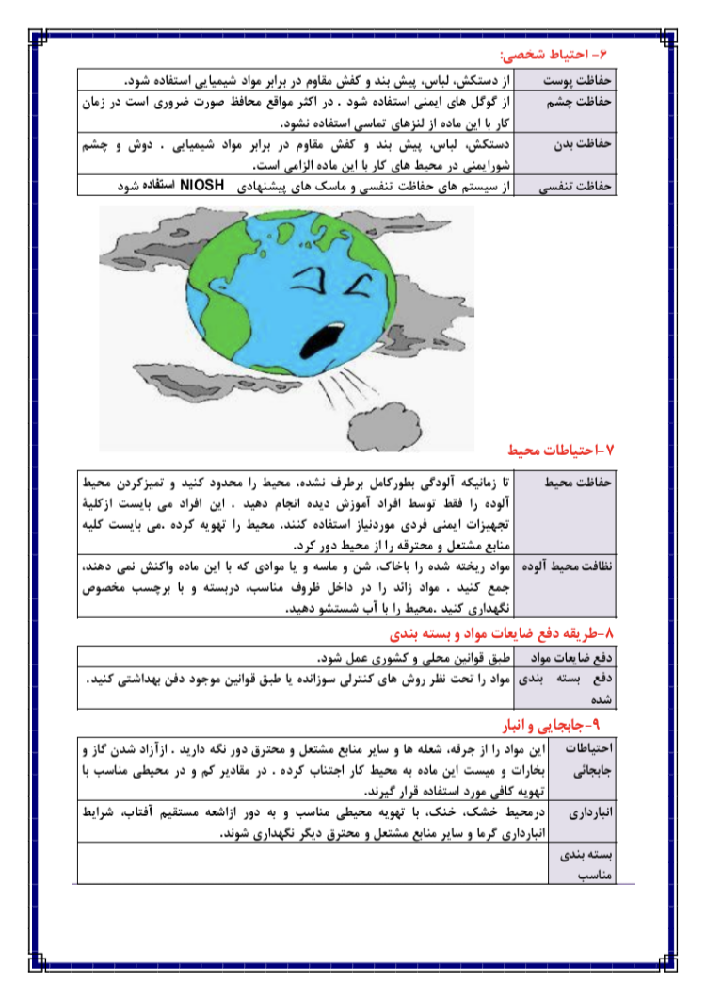 ۶- احتیاط شخصی:
حفاظت پوست
از دستکش، لباس، پیش بند و کفش مقاوم در برابر مواد شیمیایی استفاده شود.
حفاظت چشم
از گوگل های ایمنی استفاده شود . در اکثر مواقع محافظ صورت ضروری است در زمان
کار با این ماده از لنزهای تماسی استفاده نشود.
حفاظت بدن
دستکش، لباس، پیش بند و کفش مقاوم در برابر مواد شیمیایی . دوش و چشم
شورایمنی در محیط های کار با این ماده الزامی است.
حفاظت تنفسی
از سیستم های حفاظت تنفسی و ماسک های پیشنهادی NIOSH استفاده شود
۷-احتیاطات محیط
حفاظت محیط
تا زمانیکه آلودگی بطورکامل برطرف نشده، محیط را محدود کنید و تمیزکردن محیط
آلوده را فقط توسط افراد آموزش دیده انجام دهید . این افراد می بایست ازکلیۀ
تجهیزات ایمنی فردی موردنیاز استفاده کنند. محیط را تهویه کرده .می بایست کلیه
منابع مشتعل و محترقه را از محیط دور کرد.
نظافت محیط آلوده
مواد ریخته شده را باخاک، شن و ماسه و یا موادی که با این ماده واکنش نمی دهند،
جمع کنید . مواد زائد را در داخل ظروف مناسب، دربسته و با برچسب مخصوص
نگهداری کنید .محیط را با آب شستشو دهید.
۸-طریقه دفع ضایعات مواد و بسته بندی
دفع ضایعات مواد
طبق قوانین محلی و کشوری عمل شود.
دفع بسته بندی
شده
مواد را تحت نظر روش های کنترلی سوزانده یا طبق قوانین موجود دفن بهداشتی کنید.
۹-جابجایی و انبار
احتیاطات
جابجائی
این مواد را از جرقه، شعله ها و سایر منابع مشتعل و محترق دور نگه دارید . ازآزاد شدن گاز و
بخارات و میست این ماده به محیط کار اجتناب کرده . در مقادیر کم و در محیطی مناسب با
تهویه کافی مورد استفاده قرار گیرند.
انبارداری
درمحیط خشک، خنک، با تهویه محیطی مناسب و به دور ازاشعه مستقیم آفتاب، شرایط
انبارداری گرما و سایر منابع مشتعل و محترق دیگر نگهداری شوند.
بسته بندی
مناسب